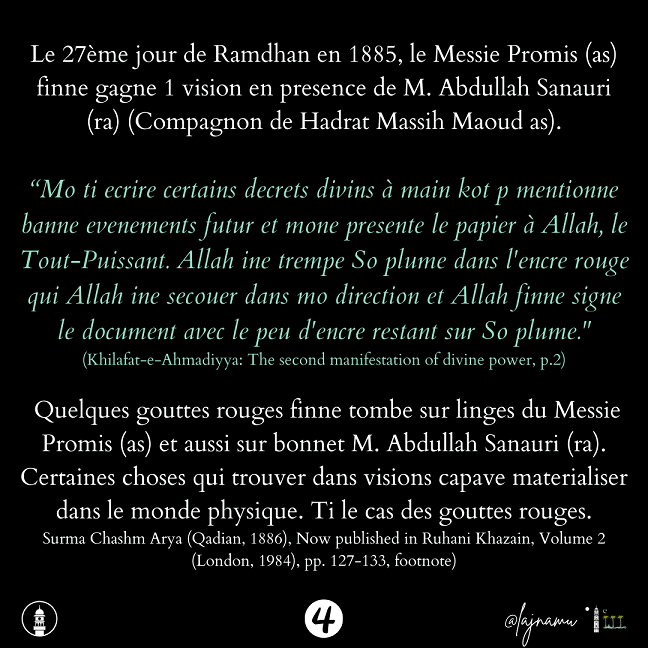 Le 27ème jour de Ramdhan en 1885, le Messie Promis (as)
finne gagne 1 vision en presence de M. Abdullah Sanauri
(ra) (Compagnon de Hadrat Massih Maoud as).
“Mo ti ecrire certains decrets divins à main kot p mentionne
banne evenements futur et mone presente le papier à Allah, le
Tout-Puissant. Allah ine trempe So plume dans l'encre rouge
qui Allah ine secouer dans mo direction et Allah finne signe
le document avec le peu d'encre restant sur So plume."
(Khilafat-e-Ahmadiyya: The second manifestation of divine power, p.2)
Quelques gouttes rouges finne tombe sur linges du Messie
Promis (as) et aussi sur bonnet M. Abdullah Sanauri (ra).
Certaines choses qui trouver dans visions capave materialiser
dans le monde physique. Ti le cas des gouttes rouges.
Surma Chashm Arya (Qadian, 1886), Now published in Ruhani Khazain, Volume 2
(London, 1984), pp. 127-133, footnote)
4
@lajnamu